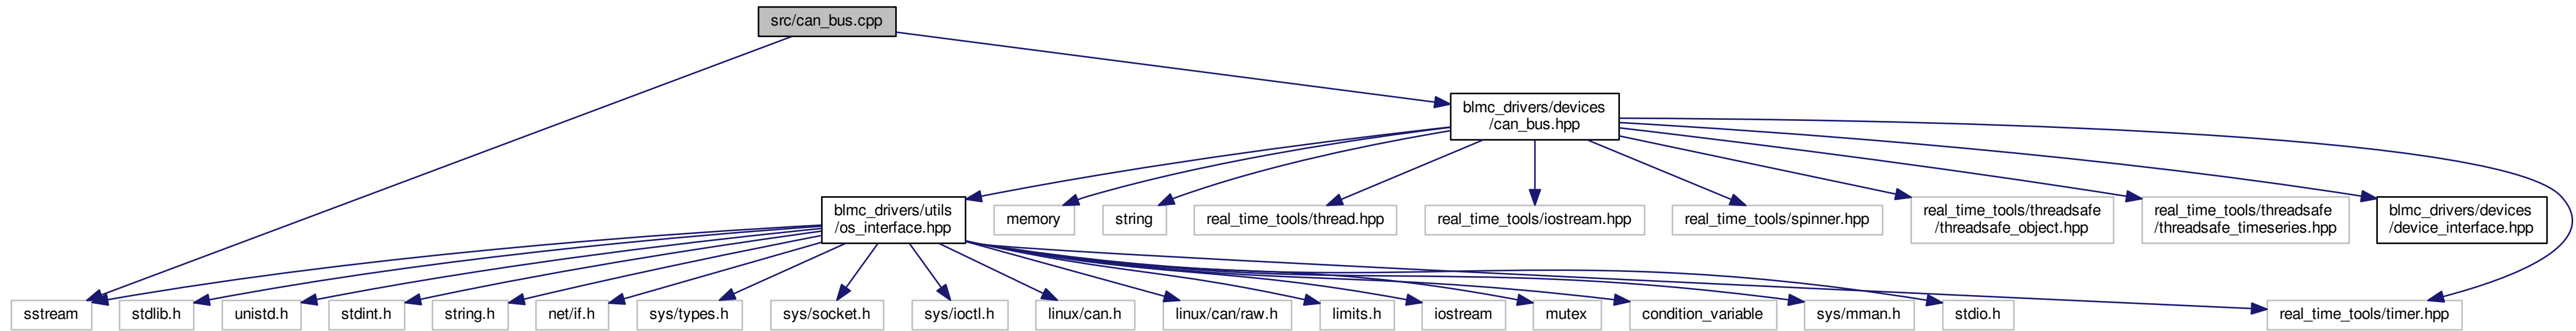 src/can_bus.cpp
blmc_drivers/devices
/can_bus.hpp
blmc_drivers/utils
/os_interface.hpp
memory
string
real_time_tools/thread.hpp
real_time_tools/iostream.hpp
real_time_tools/spinner.hpp
real_time_tools/threadsafe
/threadsafe_object.hpp
real_time_tools/threadsafe
/threadsafe_timeseries.hpp
blmc_drivers/devices
/device_interface.hpp
sstream
stdlib.h
unistd.h
stdint.h
string.h
net/if.h
sys/types.h
sys/socket.h
sys/ioctl.h
linux/can.h
linux/can/raw.h
limits.h
iostream
mutex
condition_variable
sys/mman.h
stdio.h
real_time_tools/timer.hpp